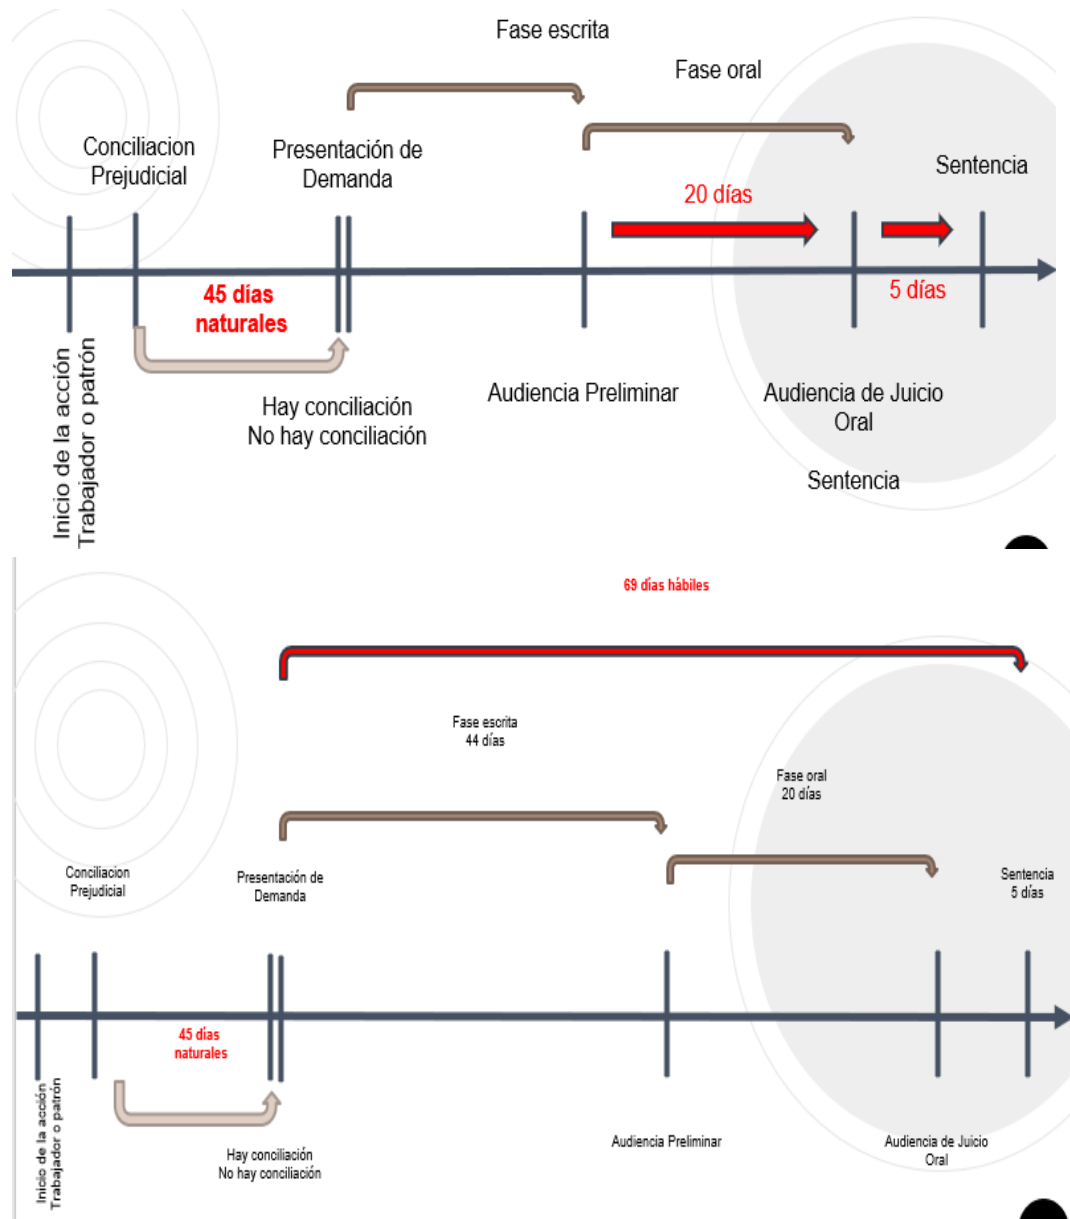 Fase escrita
Fase oral
Conciliacion
Prejudicial
Presentación de
Demanda
Sentencia
20 días
45 días
naturales
5 días
Inicio de la acción
Trabajador o patrón
Hay conciliación
No hay conciliación
Audiencia Preliminar
Audiencia de Juicio
Oral
Sentencia
69 días hábiles
Fase escrita
44 días
Fase oral
20 días
Conciliacion
Prejudicial
Presentación de
Demanda
Sentencia
5 días
45 días
naturales
Inicio de la acción
Trabajador o patrón
Hay conciliación
No hay conciliación
Audiencia Preliminar
Audiencia de Juicio
Oral